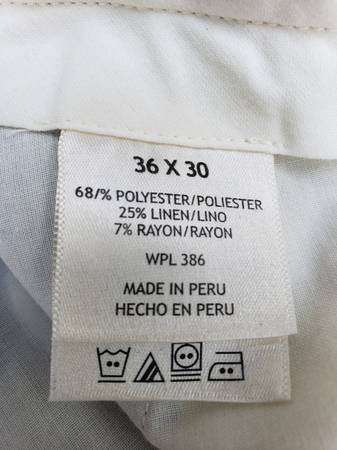 36 X 30
68/% POLYESTER/POLIESTER
25% LINEN/LINO
7% RAYON/RAYON
WPL 386
MADE IN PERU
HECHO EN PERU